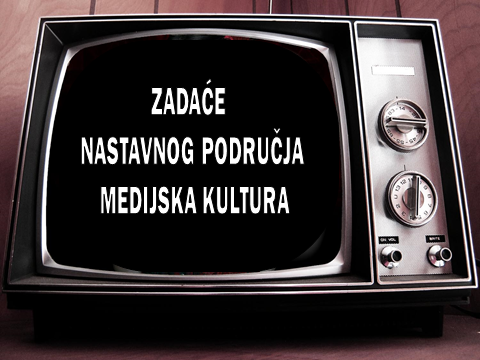 ZADAĆE
NASTAVNOG PODRUČJA
MEDIJSKA KULTURA